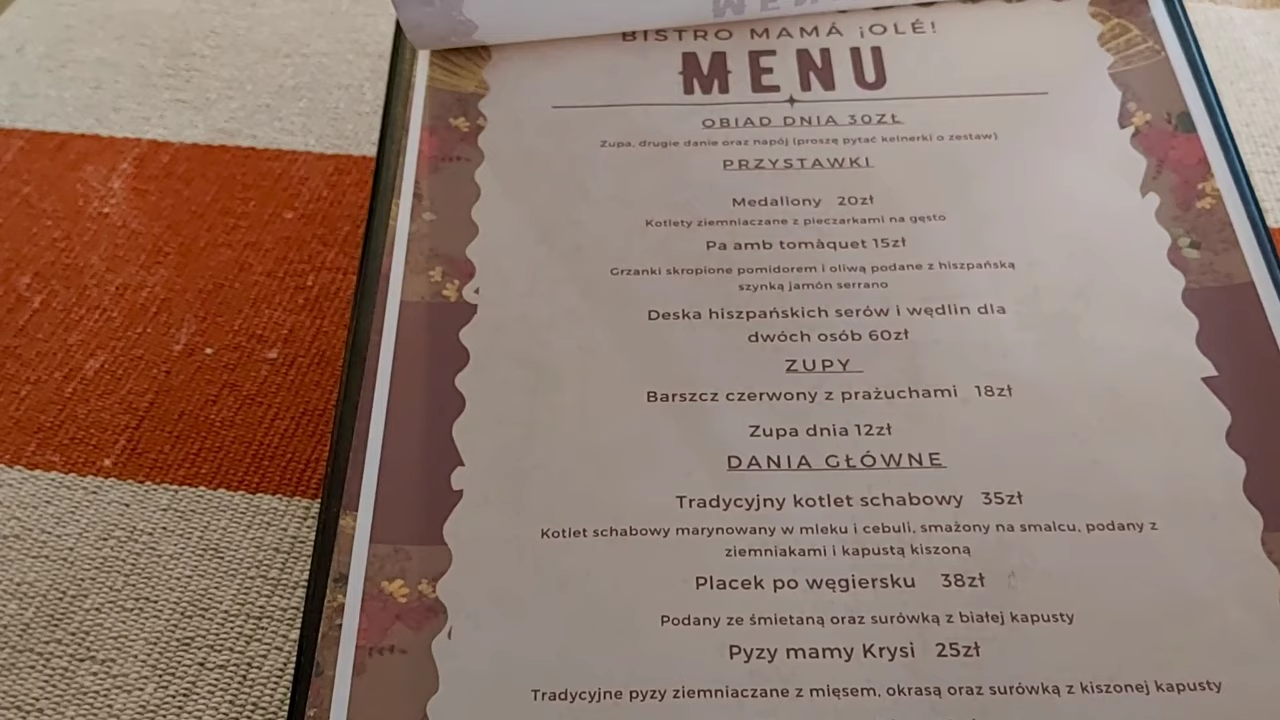 BISTRO MAMÁ ¡OLÉ!
MENU
OBIAD DNIA 30ZŁ
Zupa, drugie danie oraz napój (proszę pytać kelnerki o zestaw)
PRZYSTAWKI
Medaliony 20zł
Kotlety ziemniaczane z pieczarkami na gęsto
Pa amb tomàquet 15zł
Grzanki skropione pomidorem i oliwą podane z hiszpańską
szynką jamón serrano
Deska hiszpańskich serów i wędlin dla
dwóch osób 60zł
ZUPY
Barszcz czerwony z prażuchami 18zł
Zupa dnia 12zł
DANIA GŁÓWNE
Tradycyjny kotlet schabowy 35zł
Kotlet schabowy marynowany w mleku i cebuli, smażony na smalcu, podany z
ziemniakami i kapustą kiszoną
Placek po węgiersku 38zł
Podany ze śmietaną oraz surówką z białej kapusty
Pyzy mamy Krysi 25zł
Tradycyjne pyzy ziemniaczane z mięsem, okrasą oraz surówką z kiszonej kapusty